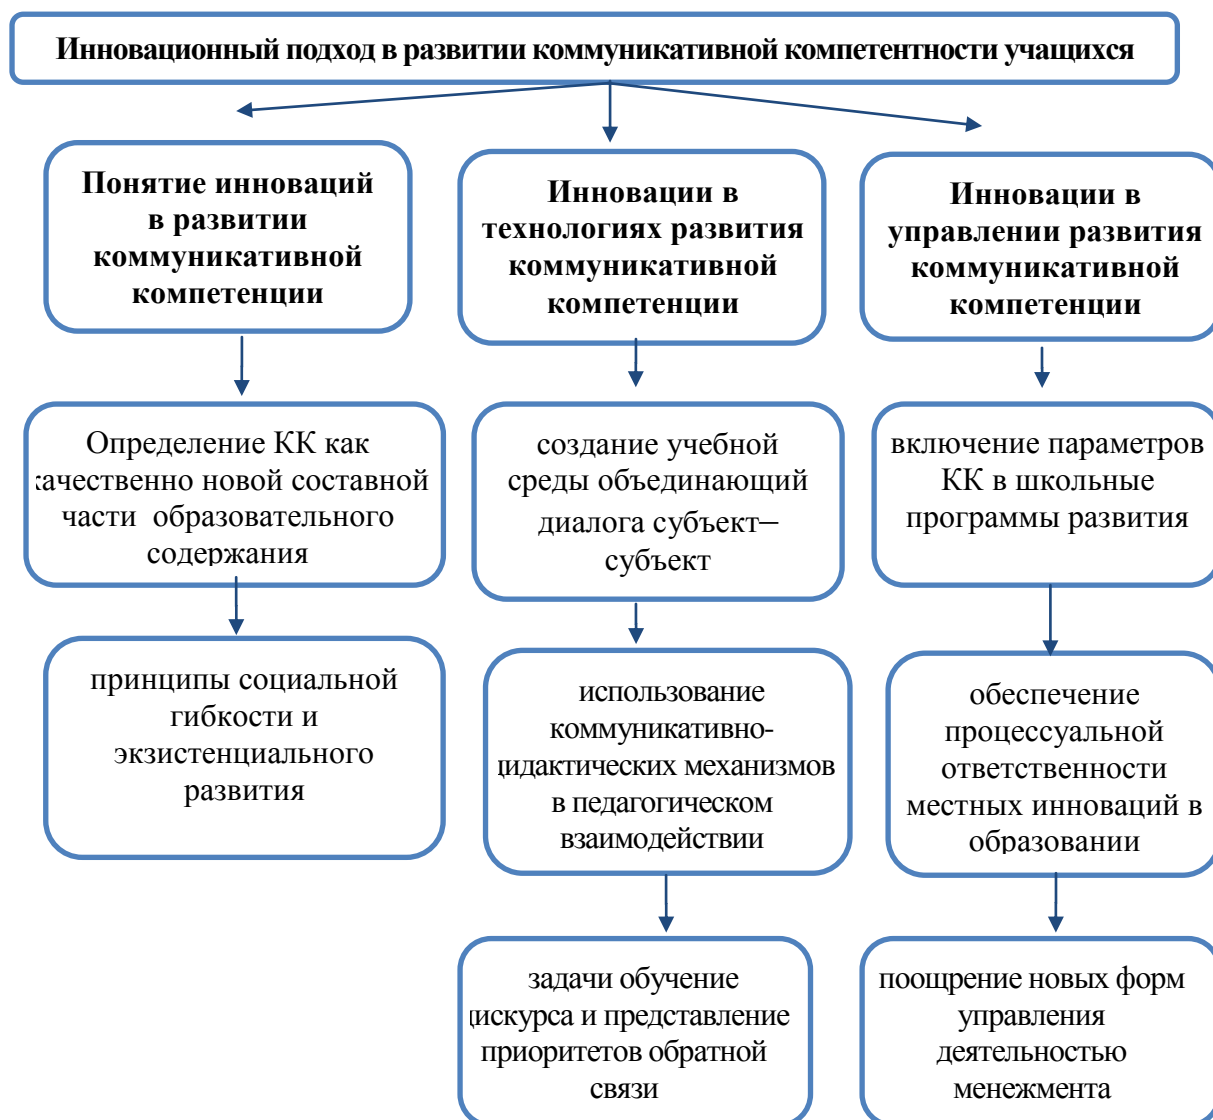 Инновационный подход в развитии коммуникативной компетентности учащихся
Понятие инноваций
в развитии
коммуникативной
компетенции
Инновации в
технологиях развития
коммуникативной
компетенции
Инновации в
управлении развития
коммуникативной
компетенции
Определение КК как
качественно новой составной
части образовательного
содержания
создание учебной
среды объединающий
диалога субъект–
субъект
включение параметров
КК в школьные
программы развития
принципы социальной
гибкости и
экзистенциального
развития
использование
коммуникативно-
дидактических механизмов
в педагогическом
взаимодействии
обеспечение
процессуальной
ответственности
местных инноваций в
образовании
задачи обучение
дискурса и представление
приоритетов обратной
связи
поощрение новых форм
управления
деятельностью
менежмента